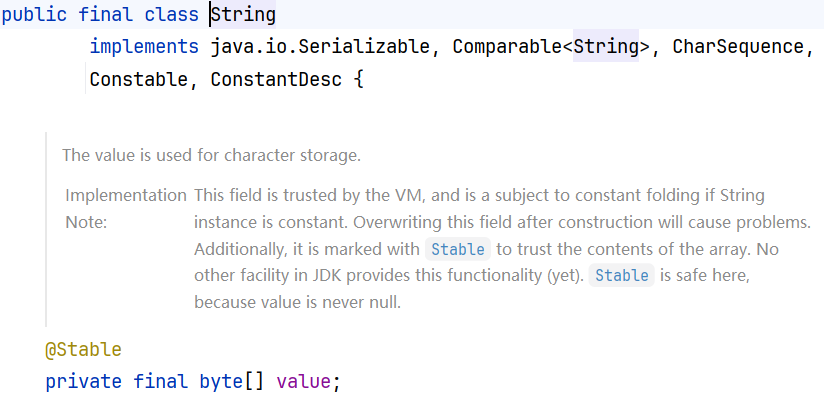 public final class String
implements java.io.Serializable, Comparable<String>, CharSequence,
Constable, ConstantDesc {
The value is used for character storage.
Implementation Note: This field is trusted by the VM, and is a subject to constant folding if String
instance is constant. Overwriting this field after construction will cause problems.
Additionally, it is marked with Stable to trust the contents of the array. No
other facility in JDK provides this functionality (yet). Stable is safe here,
because value is never null.
@Stable
private final byte[] value;